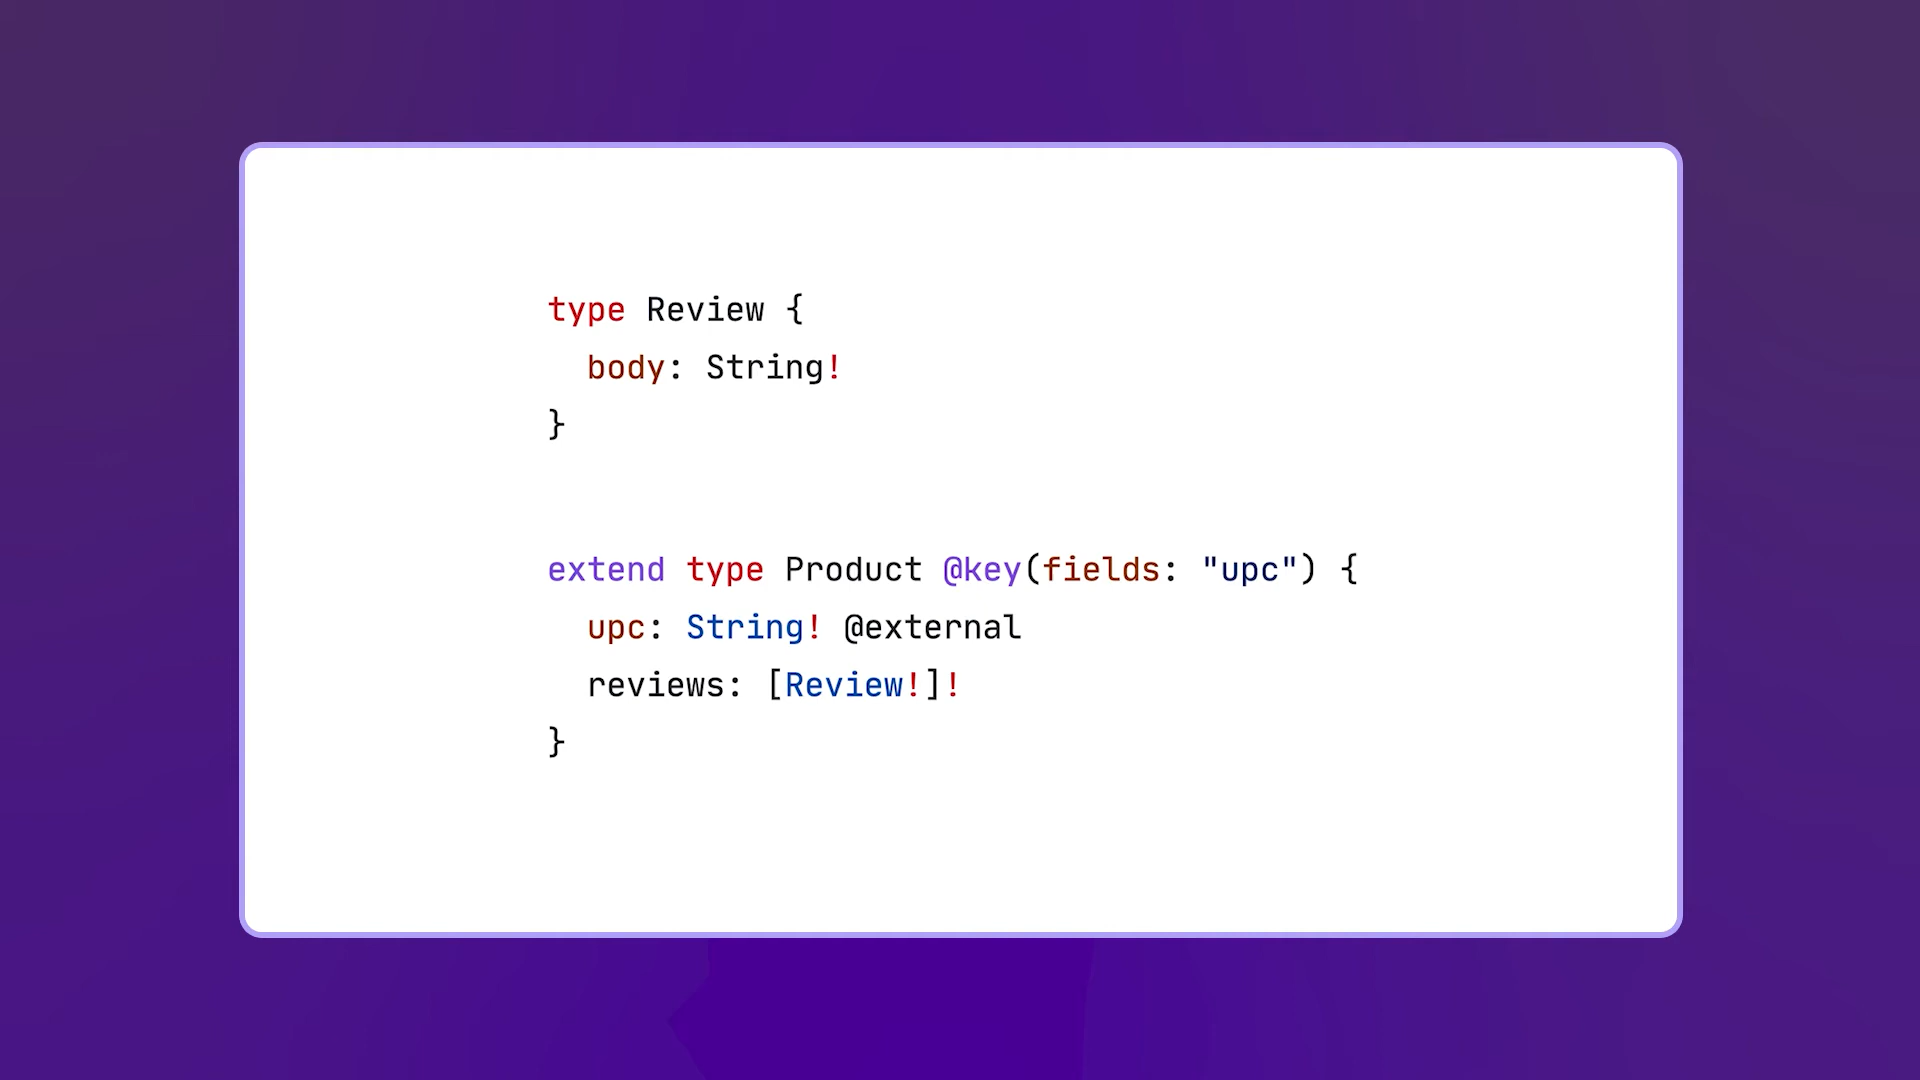 type Review {
  body: String!
}
extend type Product @key(fields: "upc") {
  upc: String! @external
  reviews: [Review!]!
}